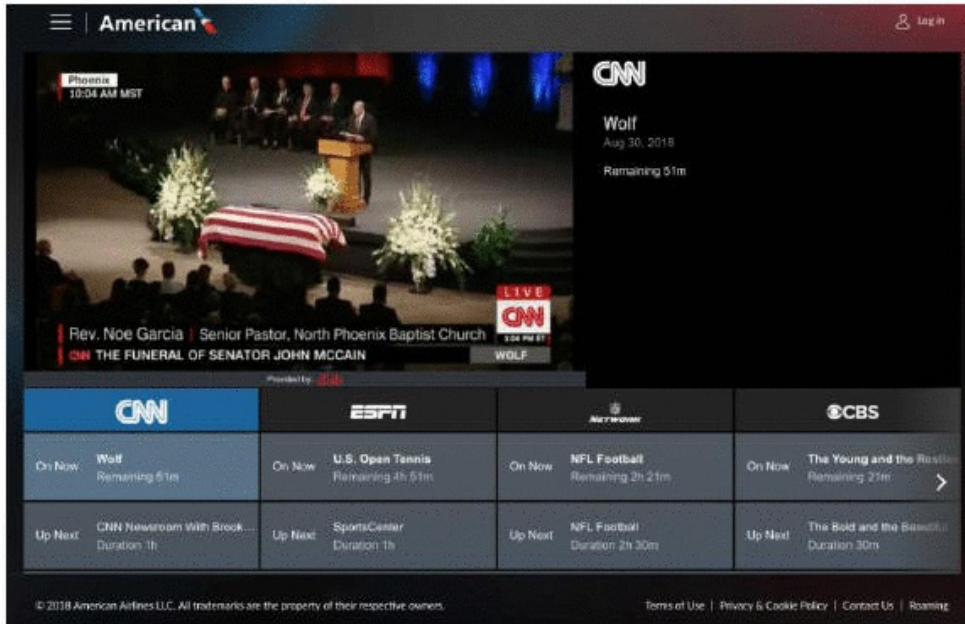 American
Log in
Phoenix
10:04 AM MST
CNN
Wolf
Aug 30, 2018
Remaining 51m
LIVE
CNN
WOLF
Rev. Noe Garcia | Senior Pastor, North Phoenix Baptist Church
CNN THE FUNERAL OF SENATOR JOHN MCCAIN
Provided by
CNN
ESPN
NFL
NETWORK
CBS
On Now
Wolf
Remaining 51m
On Now
U.S. Open Tennis
Remaining 4h 51m
On Now
NFL Football
Remaining 2h 21m
On Now
The Young and the Restles
Remaining 21m
Up Next
CNN Newsroom With Brook...
Duration 1h
Up Next
SportsCenter
Duration 1h
Up Next
NFL Football
Duration 2h 30m
Up Next
The Bold and the Beautiful
Duration 30m
© 2018 American Airlines LLC. All trademarks are the property of their respective owners.
Terms of Use | Privacy & Cookie Policy | Contact Us | Roaming